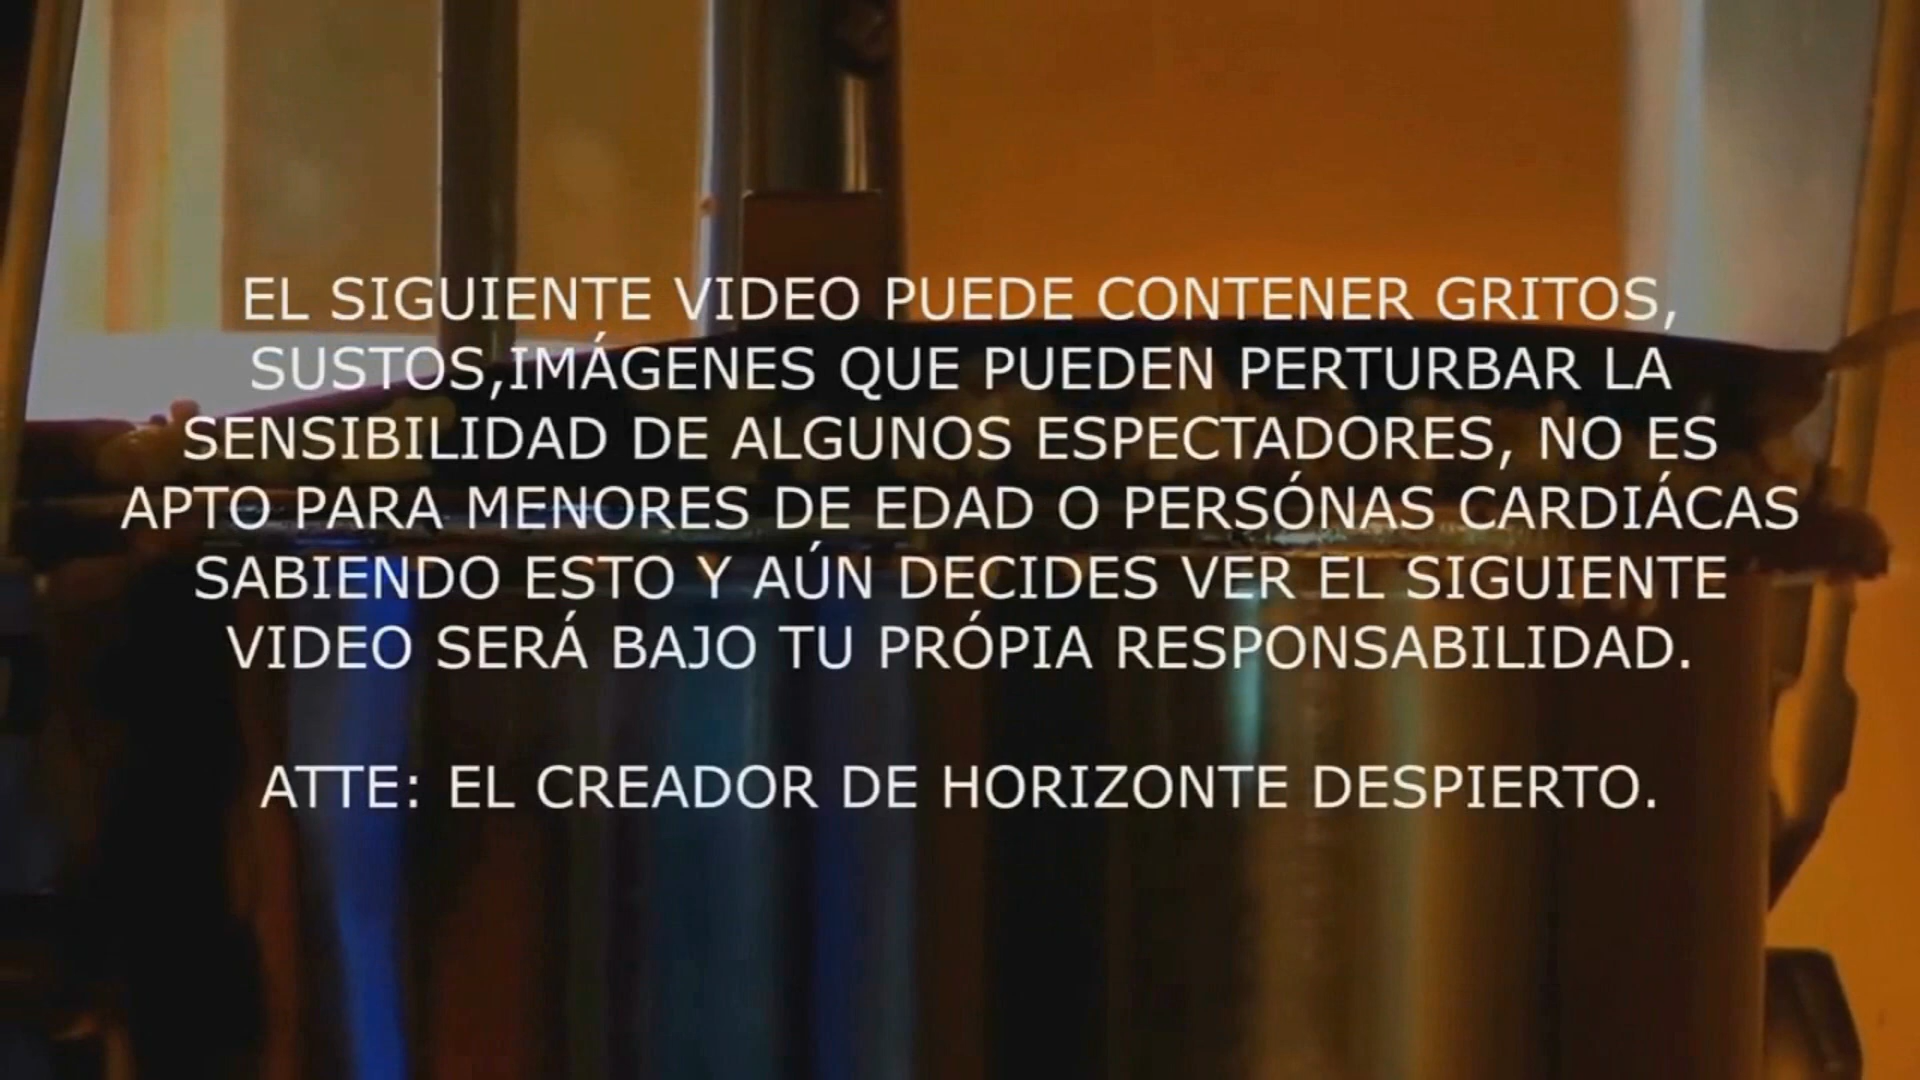 EL SIGUIENTE VIDEO PUEDE CONTENER GRITOS,
SUSTOS,IMÁGENES QUE PUEDEN PERTURBAR LA
SENSIBILIDAD DE ALGUNOS ESPECTADORES, NO ES
APTO PARA MENORES DE EDAD O PERSÓNAS CARDIÁCAS
SABIENDO ESTO Y AÚN DECIDES VER EL SIGUIENTE
VIDEO SERÁ BAJO TU PRÓPIA RESPONSABILIDAD.
ATTE: EL CREADOR DE HORIZONTE DESPIERTO.